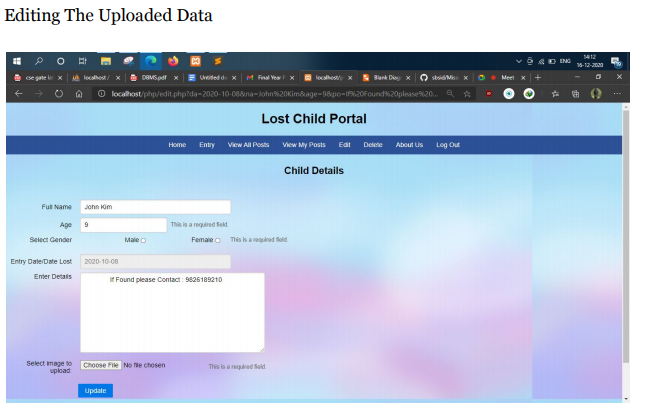 Editing The Uploaded Data
14:12
ENG
16-12-2020
cse gate
localhost /
DBMS.pdf
Untitled
Final Year
localhost/p
Blank Diag
sbsid/Miss
Meet
localhost/php/edit.php?da=2020-10-08&na=John%20Kim&age=9&po=If%20Found%20please%20...
Lost Child Portal
Home Entry View All Posts View My Posts Edit Delete About Us Log Out
Child Details
Full Name John Kim
Age 9 This is a required field.
Select Gender Male Female This is a required field.
Entry Date/Date Lost 2020-10-08
Enter Details If Found please Contact : 9826189210
Select image to Choose File No file chosen This is a required field.
upload:
Update